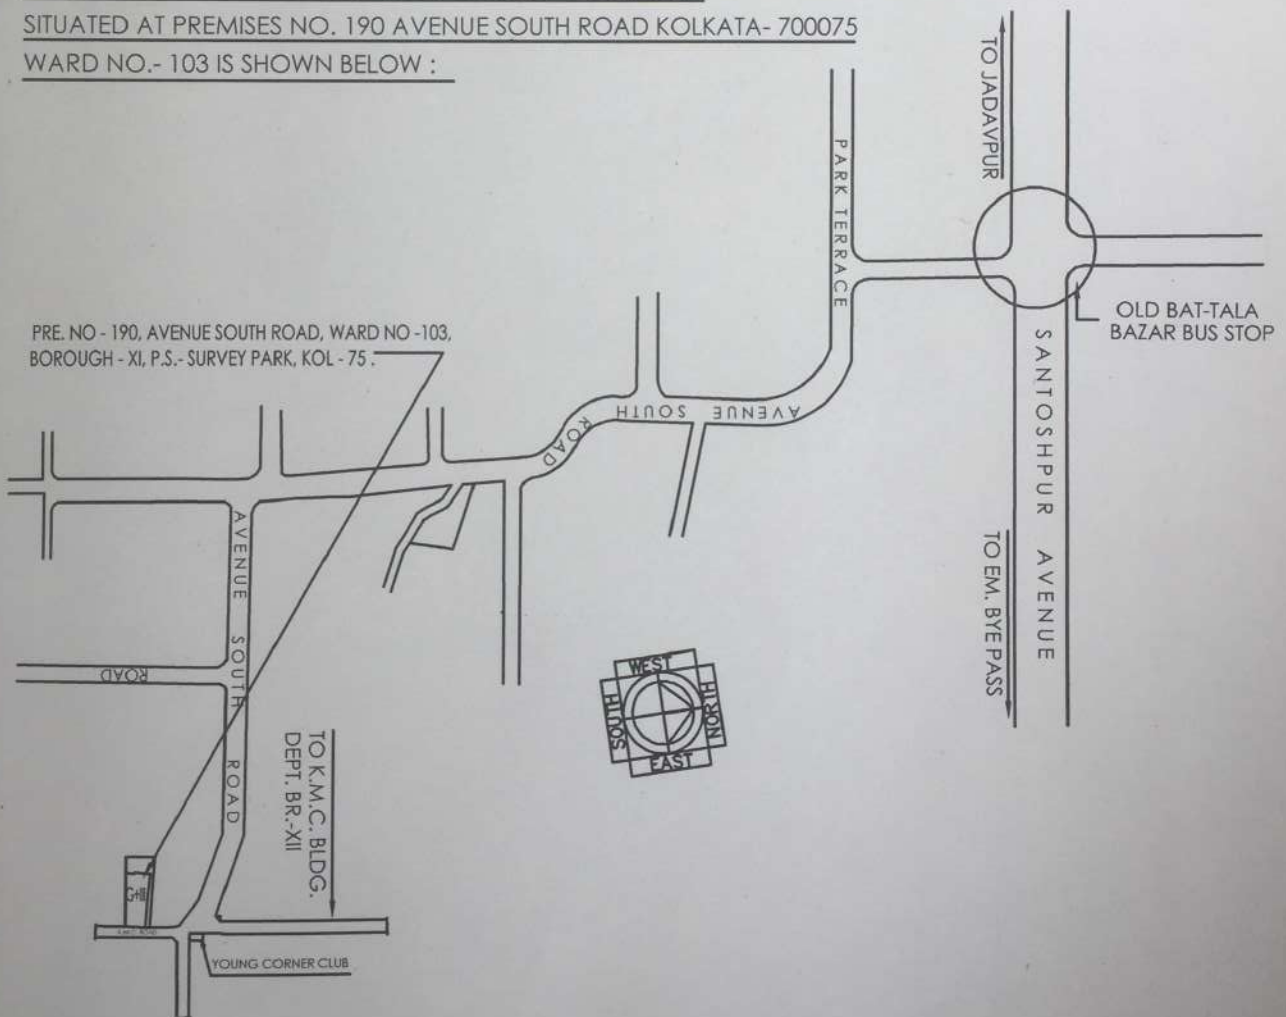 SITUATED AT PREMISES NO. 190 AVENUE SOUTH ROAD KOLKATA- 700075
WARD NO.- 103 IS SHOWN BELOW :
TO JADAVPUR
PARK TERRACE
OLD BAT-TALA
BAZAR BUS STOP
PRE. NO - 190, AVENUE SOUTH ROAD, WARD NO -103,
BOROUGH - XI, P.S.- SURVEY PARK, KOL - 75 .
SANTOSHPUR AVENUE
AVENUE SOUTH ROAD
TO EM. BYE PASS
AVENUE SOUTH ROAD
ROAD
WEST
NORTH
SOUTH
EAST
TO K.M.C. BLDG.
DEPT. BR.-XII
G+III
ROAD
YOUNG CORNER CLUB